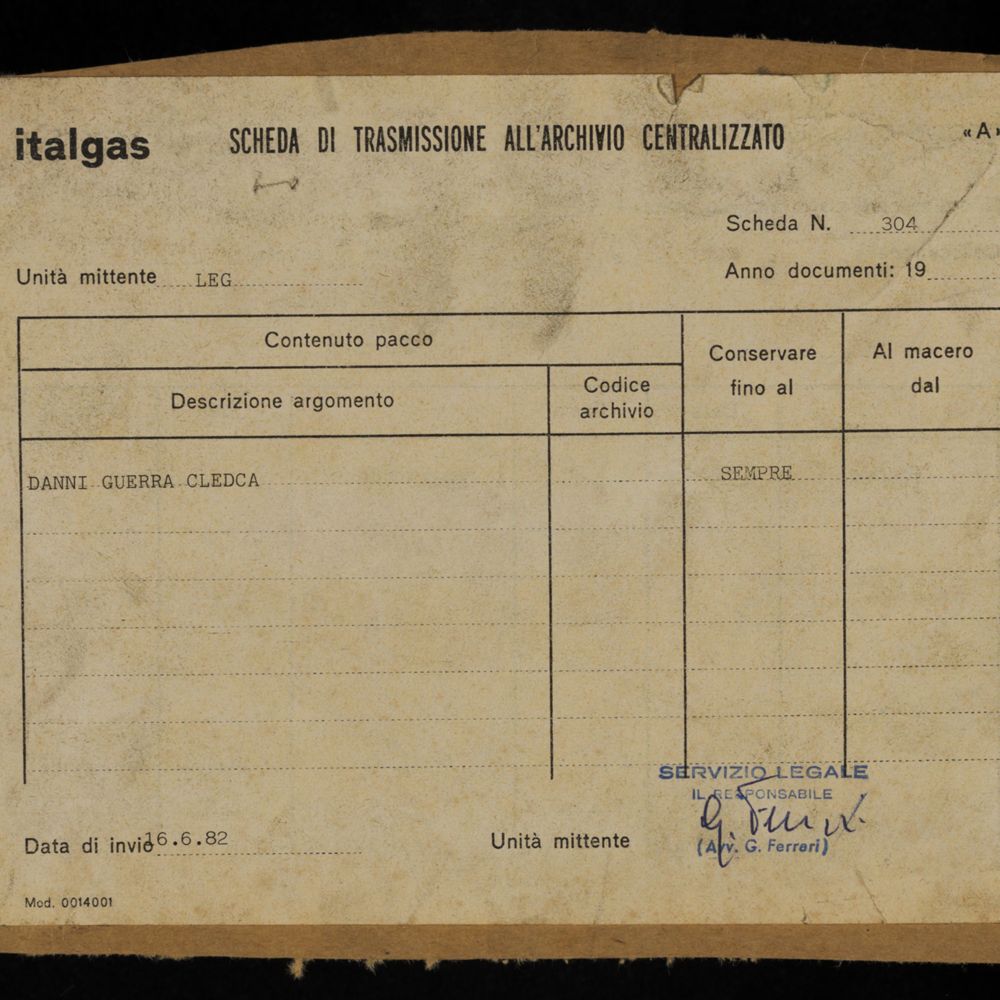 italgas SCHEDA DI TRASMISSIONE ALL'ARCHIVIO CENTRALIZZATO «A»
Scheda N. 304
Unità mittente LEG Anno documenti: 19
Contenuto pacco
Conservare fino al
Al macero dal
Descrizione argomento
Codice archivio
DANNI GUERRA CLEDCA SEMPRE
SERVIZIO LEGALE
IL RESPONSABILE
Data di invio 16.6.82 Unità mittente
(Avv. G. Ferreri)
Mod. 0014001